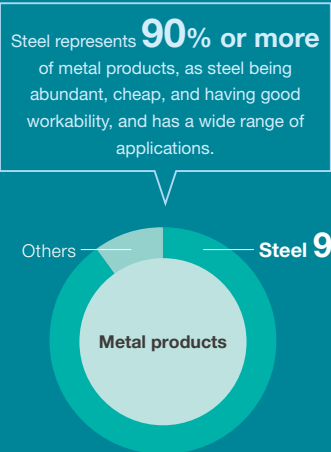 Steel represents 90% or more
of metal products, as steel being
abundant, cheap, and having good
workability, and has a wide range of
applications.
Others
Steel 9
Metal products